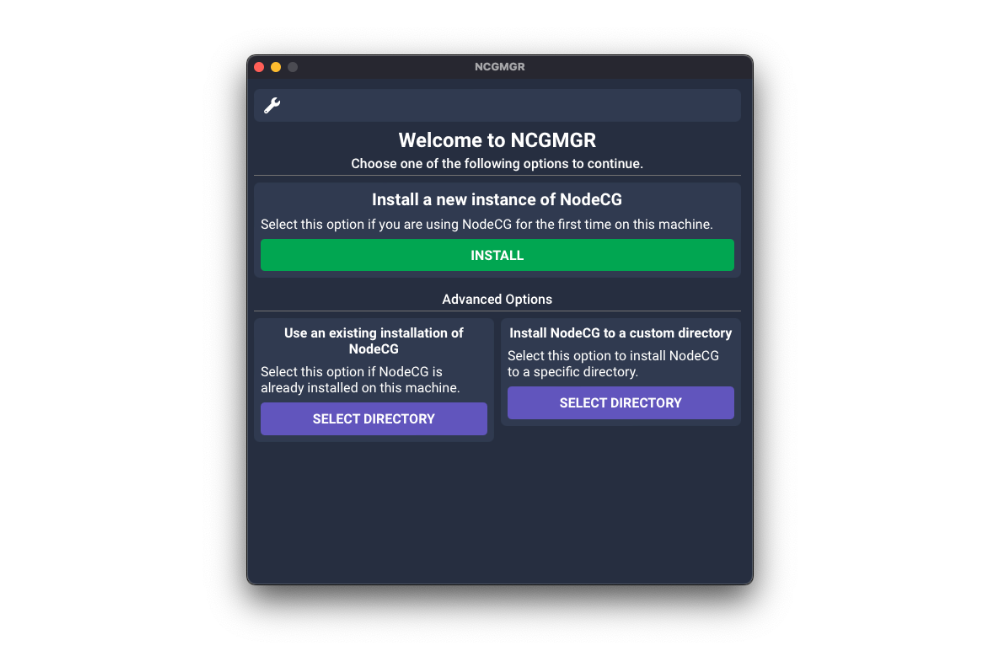 NCGMGR
Welcome to NCGMGR
Choose one of the following options to continue.
Install a new instance of NodeCG
Select this option if you are using NodeCG for the first time on this machine.
INSTALL
Advanced Options
Use an existing installation of
NodeCG
Select this option if NodeCG is
already installed on this machine.
SELECT DIRECTORY
Install NodeCG to a custom directory
Select this option to install NodeCG
to a specific directory.
SELECT DIRECTORY